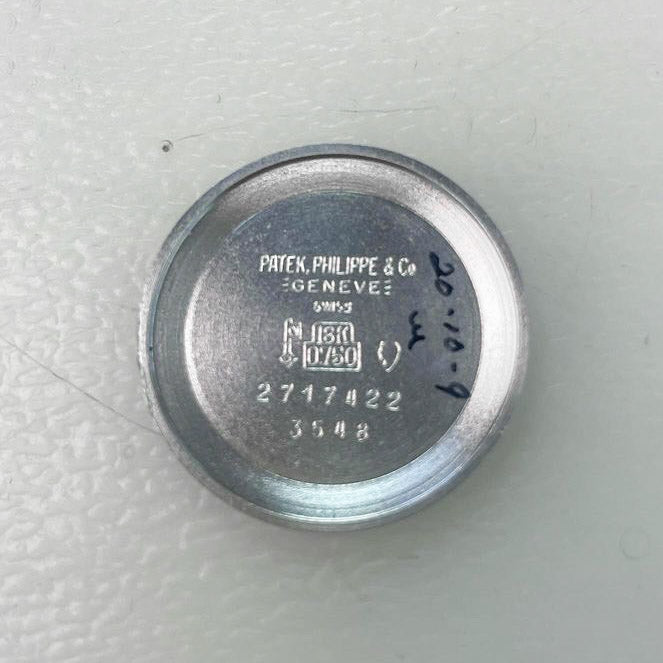 PATEK, PHILIPPE & Co
GENEVE
SWISS
18K
0.750
2717422
3548
20-10-9